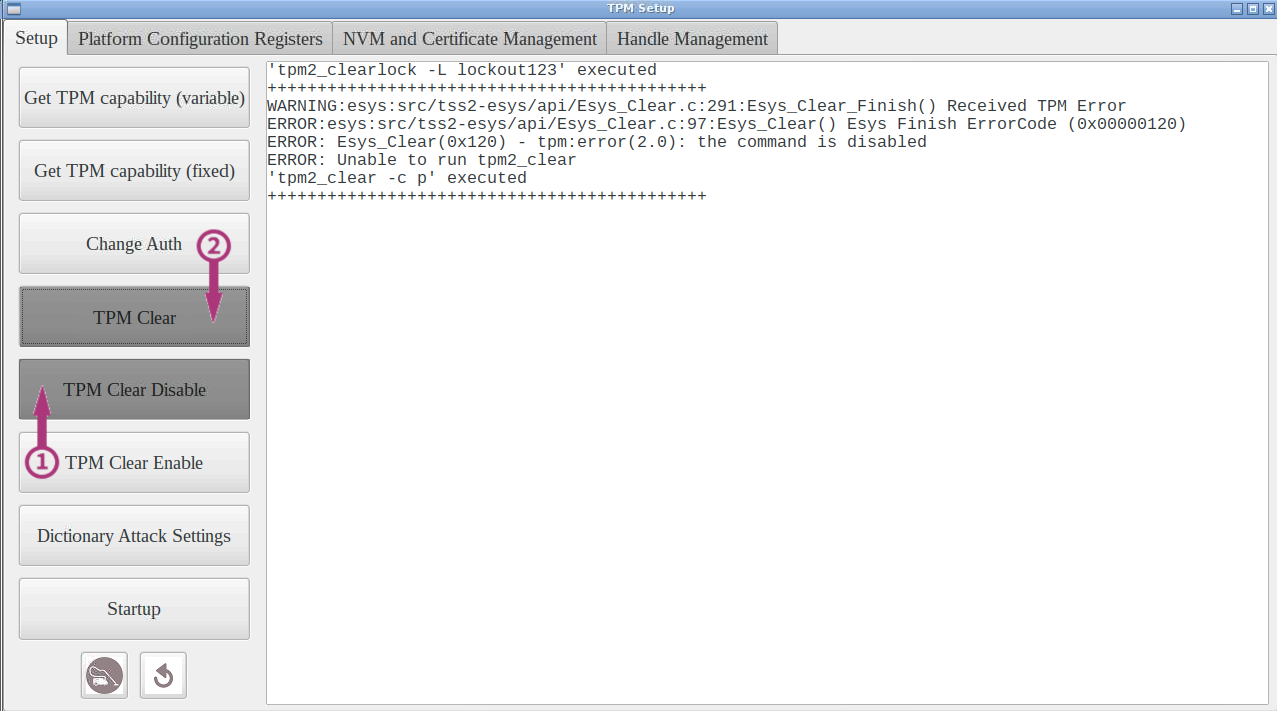 TPM Setup
Setup
Platform Configuration Registers
NVM and Certificate Management
Handle Management
Get TPM capability (variable)
Get TPM capability (fixed)
Change Auth
2
TPM Clear
TPM Clear Disable
1
TPM Clear Enable
Dictionary Attack Settings
Startup
'tpm2_clearlock -L lockout123' executed
++++++++++++++++++++++++++++++++++++++++++++
WARNING:esys:src/tss2-esys/api/Esys_Clear.c:291:Esys_Clear_Finish() Received TPM Error
ERROR:esys:src/tss2-esys/api/Esys_Clear.c:97:Esys_Clear() Esys Finish ErrorCode (0x00000120)
ERROR: Esys_Clear(0x120) - tpm:error(2.0): the command is disabled
ERROR: Unable to run tpm2_clear
'tpm2_clear -c p' executed
++++++++++++++++++++++++++++++++++++++++++++